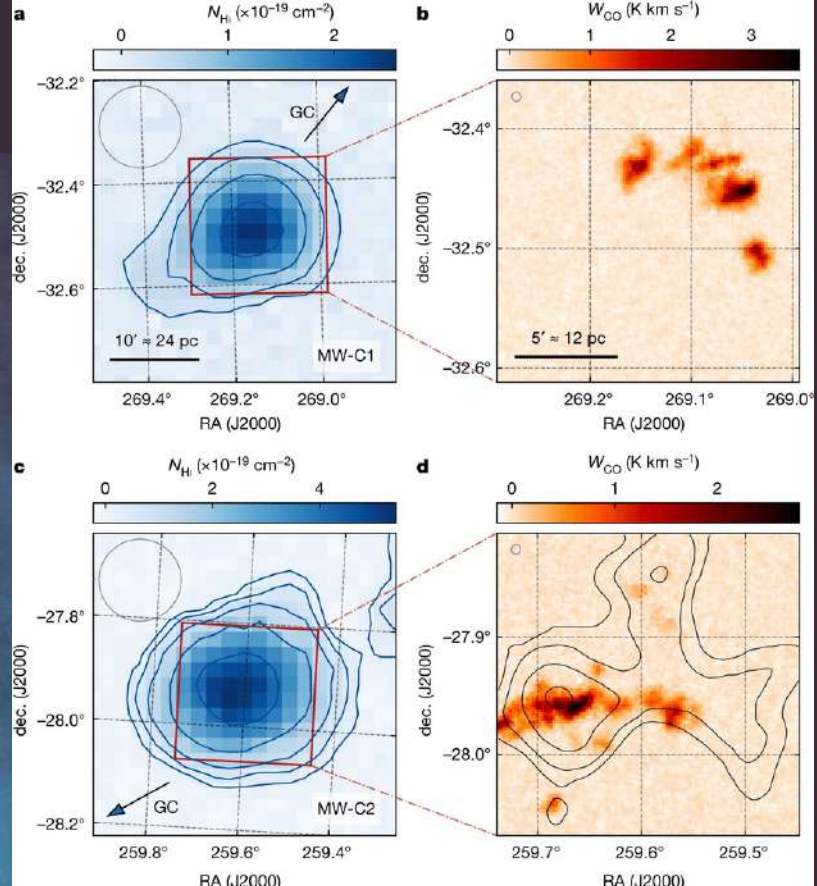 a
N_HI (×10⁻¹⁹ cm⁻²)
0 1 2
GC
−32.2°
−32.4°
−32.6°
dec. (J2000)
10′ ≈ 24 pc
MW-C1
269.4° 269.2° 269.0°
RA (J2000)
b
W_CO (K km s⁻¹)
0 1 2 3
−32.4°
−32.5°
−32.6°
dec. (J2000)
5′ ≈ 12 pc
269.2° 269.1° 269.0°
RA (J2000)
c
N_HI (×10⁻¹⁹ cm⁻²)
0 2 4
−27.8°
−28.0°
−28.2°
dec. (J2000)
GC
MW-C2
259.8° 259.6° 259.4°
RA (J2000)
d
W_CO (K km s⁻¹)
0 1 2
−27.9°
−28.0°
dec. (J2000)
259.7° 259.6° 259.5°
RA (J2000)